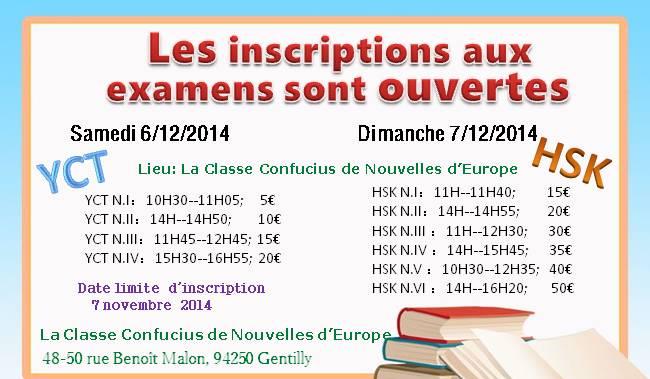 Les inscriptions aux
examens sont ouvertes
Samedi 6/12/2014
Dimanche 7/12/2014
YCT
HSK
Lieu: La Classe Confucius de Nouvelles d’Europe
YCT N.I： 10H30--11H05; 5€
YCT N.II：14H--14H50; 10€
YCT N.III：11H45--12H45; 15€
YCT N.IV：15H30--16H55; 20€
HSK N.I：11H--11H40; 15€
HSK N.II：14H--14H55; 20€
HSK N.III：11H--12H30; 30€
HSK N.IV：14H--15H45; 35€
HSK N.V：10H30--12H35; 40€
HSK N.VI：14H--16H20; 50€
Date limite d’inscription
7 novembre 2014
La Classe Confucius de Nouvelles d’Europe
48-50 rue Benoit Malon, 94250 Gentilly